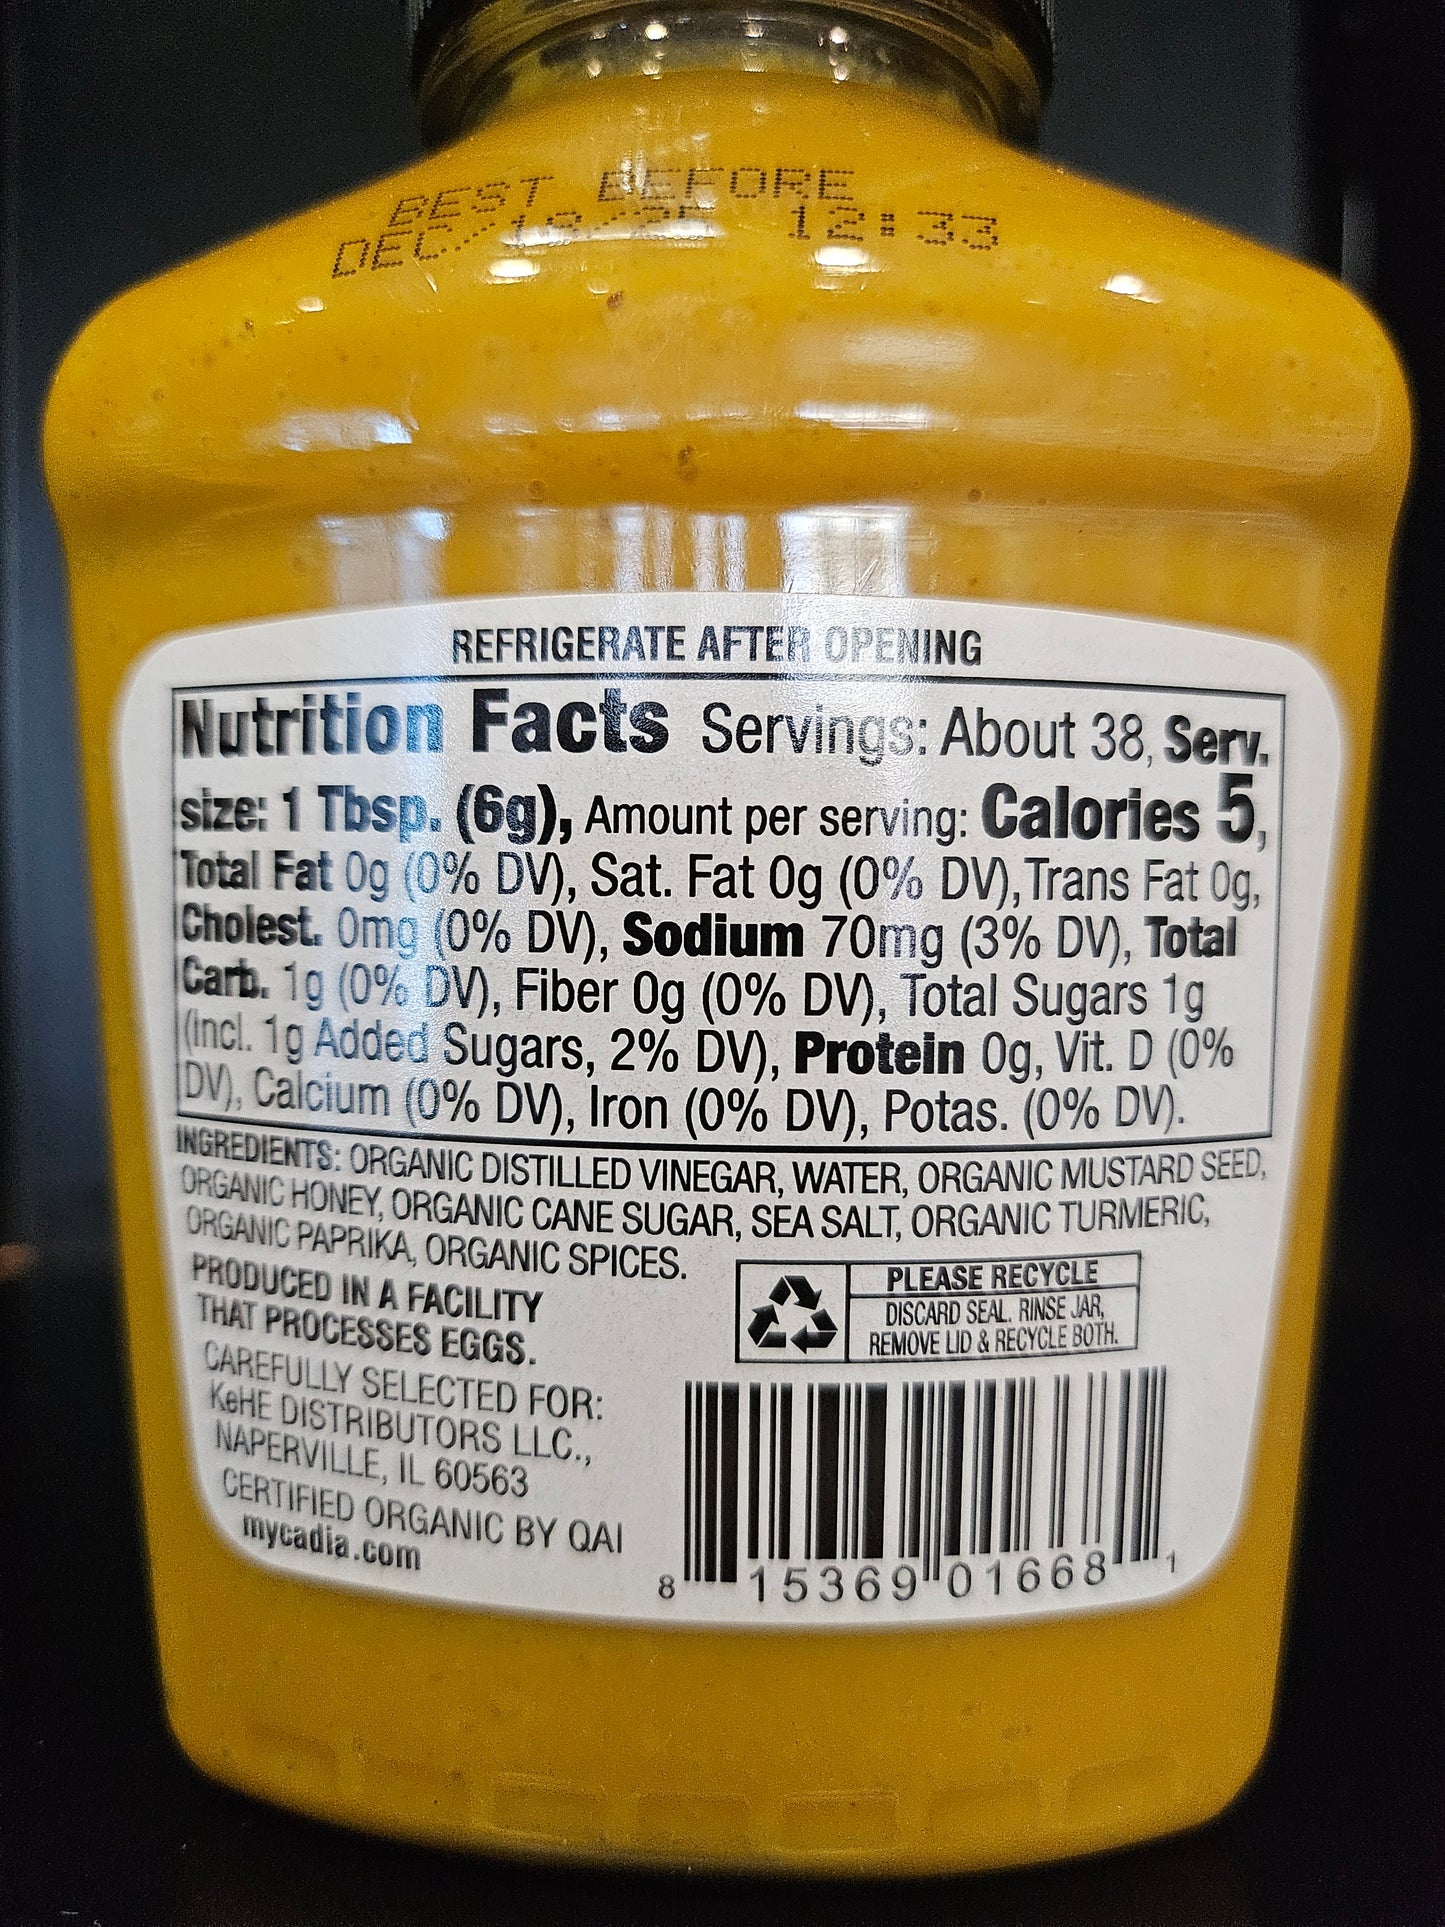 BEST BEFORE
DEC/18/25 12:33
REFRIGERATE AFTER OPENING
Nutrition Facts Servings: About 38, Serv.
size: 1 Tbsp. (6g), Amount per serving: Calories 5,
Total Fat 0g (0% DV), Sat. Fat 0g (0% DV), Trans Fat 0g,
Cholest. 0mg (0% DV), Sodium 70mg (3% DV), Total
Carb. 1g (0% DV), Fiber 0g (0% DV), Total Sugars 1g
(incl. 1g Added Sugars, 2% DV), Protein 0g, Vit. D (0%
DV), Calcium (0% DV), Iron (0% DV), Potas. (0% DV).
INGREDIENTS: ORGANIC DISTILLED VINEGAR, WATER, ORGANIC MUSTARD SEED,
ORGANIC HONEY, ORGANIC CANE SUGAR, SEA SALT, ORGANIC TURMERIC,
ORGANIC PAPRIKA, ORGANIC SPICES.
PRODUCED IN A FACILITY
THAT PROCESSES EGGS.
CAREFULLY SELECTED FOR:
KeHE DISTRIBUTORS LLC.,
NAPERVILLE, IL 60563
CERTIFIED ORGANIC BY QAI
mycadia.com
PLEASE RECYCLE
DISCARD SEAL. RINSE JAR,
REMOVE LID & RECYCLE BOTH.
8 15369 01668 1